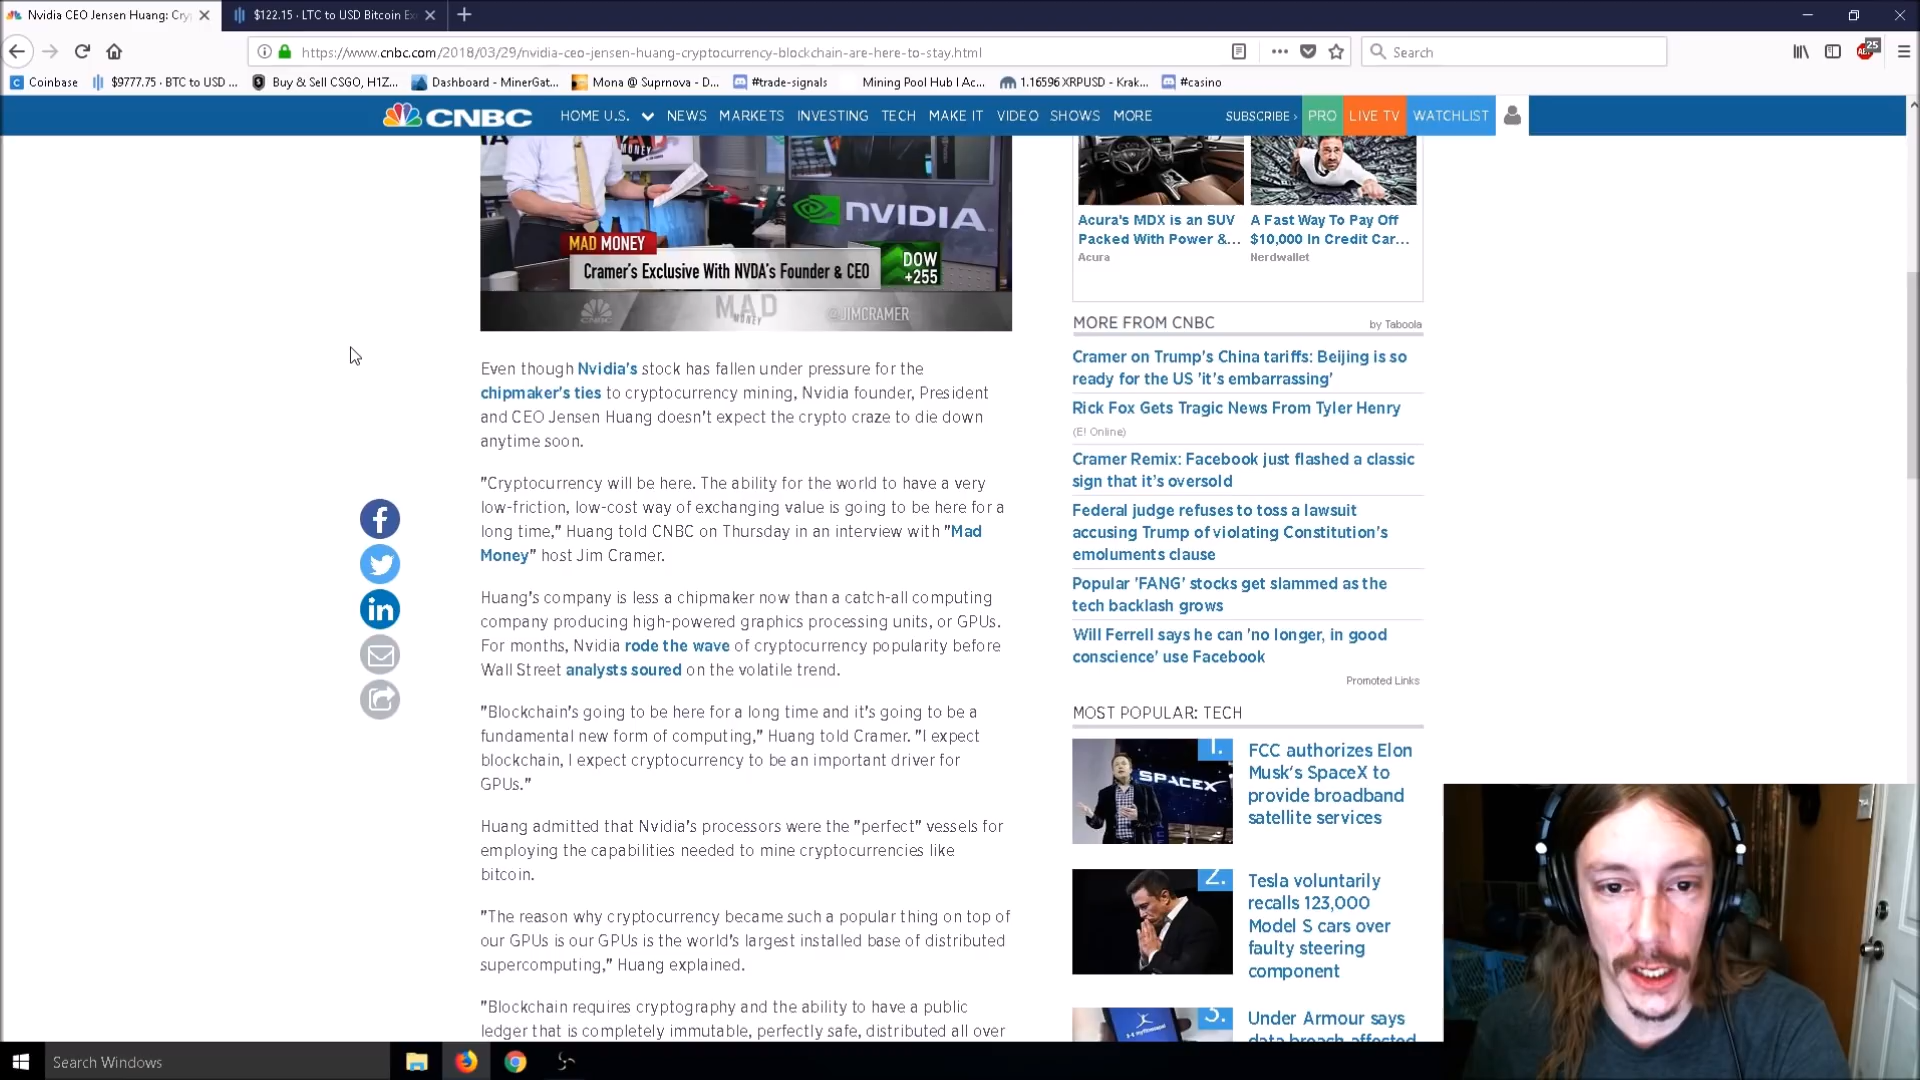 Nvidia CEO Jensen Huang: Cry
$122.15 · LTC to USD Bitcoin Ex
https://www.cnbc.com/2018/03/29/nvidia-ceo-jensen-huang-cryptocurrency-blockchain-are-here-to-stay.html
Search
25
Coinbase
$9777.75 · BTC to USD ...
Buy & Sell CSGO, H1Z...
Dashboard - MinerGat...
Mona @ Suprnova - D...
#trade-signals
Mining Pool Hub | Ac...
1.16596 XRPUSD - Krak...
#casino
CNBC
HOME U.S.
NEWS
MARKETS
INVESTING
TECH
MAKE IT
VIDEO
SHOWS
MORE
SUBSCRIBE ›
PRO
LIVE TV
WATCHLIST
MONEY
NVIDIA.
MAD MONEY
Cramer's Exclusive With NVDA's Founder & CEO
DOW
+255
CNBC
MAD
MONEY
@JIMCRAMER
Even though Nvidia's stock has fallen under pressure for the
chipmaker's ties to cryptocurrency mining, Nvidia founder, President
and CEO Jensen Huang doesn't expect the crypto craze to die down
anytime soon.
"Cryptocurrency will be here. The ability for the world to have a very
low-friction, low-cost way of exchanging value is going to be here for a
long time," Huang told CNBC on Thursday in an interview with "Mad
Money" host Jim Cramer.
Huang's company is less a chipmaker now than a catch-all computing
company producing high-powered graphics processing units, or GPUs.
For months, Nvidia rode the wave of cryptocurrency popularity before
Wall Street analysts soured on the volatile trend.
"Blockchain's going to be here for a long time and it's going to be a
fundamental new form of computing," Huang told Cramer. "I expect
blockchain, I expect cryptocurrency to be an important driver for
GPUs."
Huang admitted that Nvidia's processors were the "perfect" vessels for
employing the capabilities needed to mine cryptocurrencies like
bitcoin.
"The reason why cryptocurrency became such a popular thing on top of
our GPUs is our GPUs is the world's largest installed base of distributed
supercomputing," Huang explained.
"Blockchain requires cryptography and the ability to have a public
ledger that is completely immutable, perfectly safe, distributed all over
Acura's MDX is an SUV
Packed With Power &...
Acura
A Fast Way To Pay Off
$10,000 In Credit Car...
Nerdwallet
MORE FROM CNBC
by Taboola
Cramer on Trump's China tariffs: Beijing is so
ready for the US 'it's embarrassing'
Rick Fox Gets Tragic News From Tyler Henry
(E! Online)
Cramer Remix: Facebook just flashed a classic
sign that it's oversold
Federal judge refuses to toss a lawsuit
accusing Trump of violating Constitution's
emoluments clause
Popular 'FANG' stocks get slammed as the
tech backlash grows
Will Ferrell says he can 'no longer, in good
conscience' use Facebook
Promoted Links
MOST POPULAR: TECH
1.
SPACEX
FCC authorizes Elon
Musk's SpaceX to
provide broadband
satellite services
2.
Tesla voluntarily
recalls 123,000
Model S cars over
faulty steering
component
3.
Under Armour says
data breach affected
Search Windows